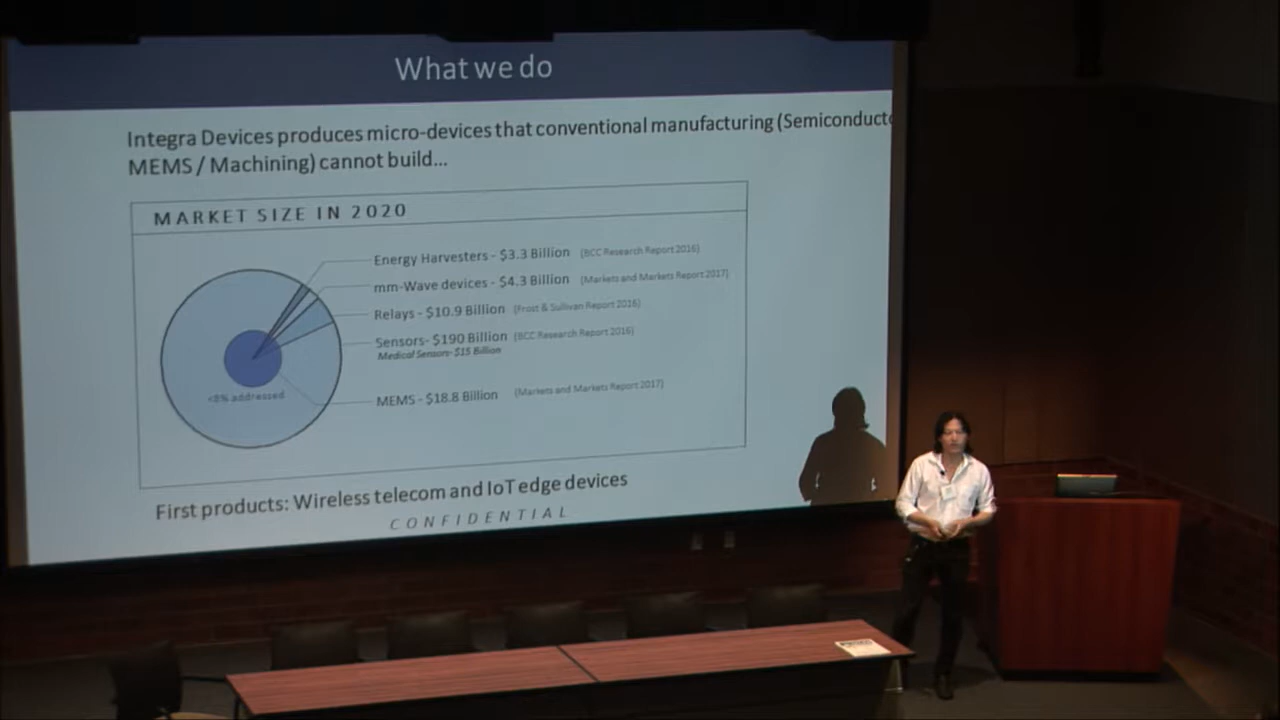 What we do
Integra Devices produces micro-devices that conventional manufacturing (Semiconducto
MEMS / Machining) cannot build...
MARKET SIZE IN 2020
Energy Harvesters - $3.3 Billion (BCC Research Report 2016)
mm-Wave devices - $4.3 Billion (Markets and Markets Report 2017)
Relays - $10.9 Billion (Frost & Sullivan Report 2016)
Sensors- $190 Billion (BCC Research Report 2016)
Medical Sensors- $15 Billion
<8% addressed
MEMS - $18.8 Billion (Markets and Markets Report 2017)
First products: Wireless telecom and IoT edge devices
CONFIDENTIAL